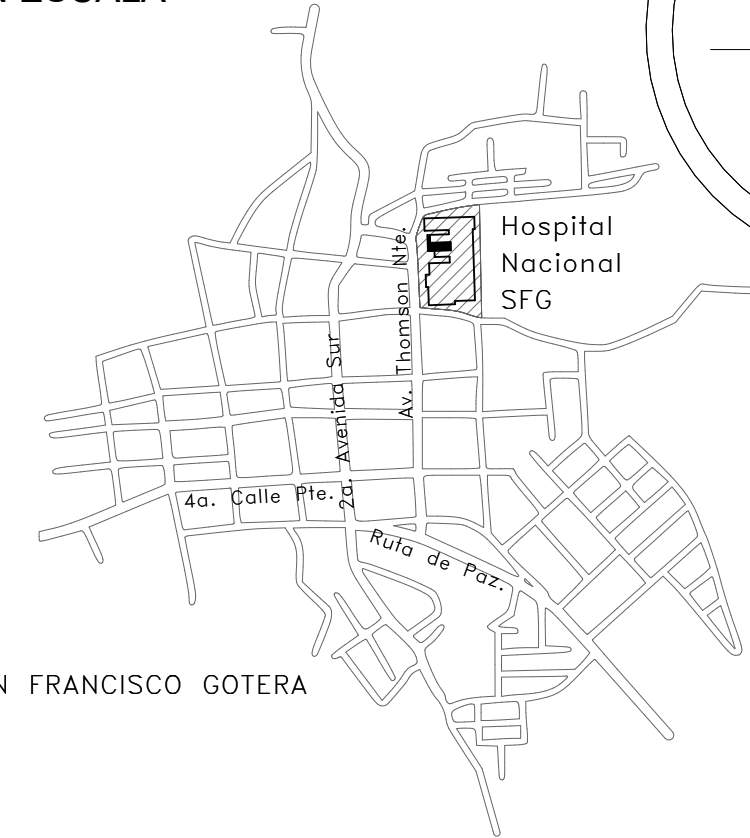 Hospital
Nacional
SFG
Av. Thomson Nte.
2a. Avenida Sur
4a. Calle Pte.
Ruta de Paz.
FRANCISCO GOTERA